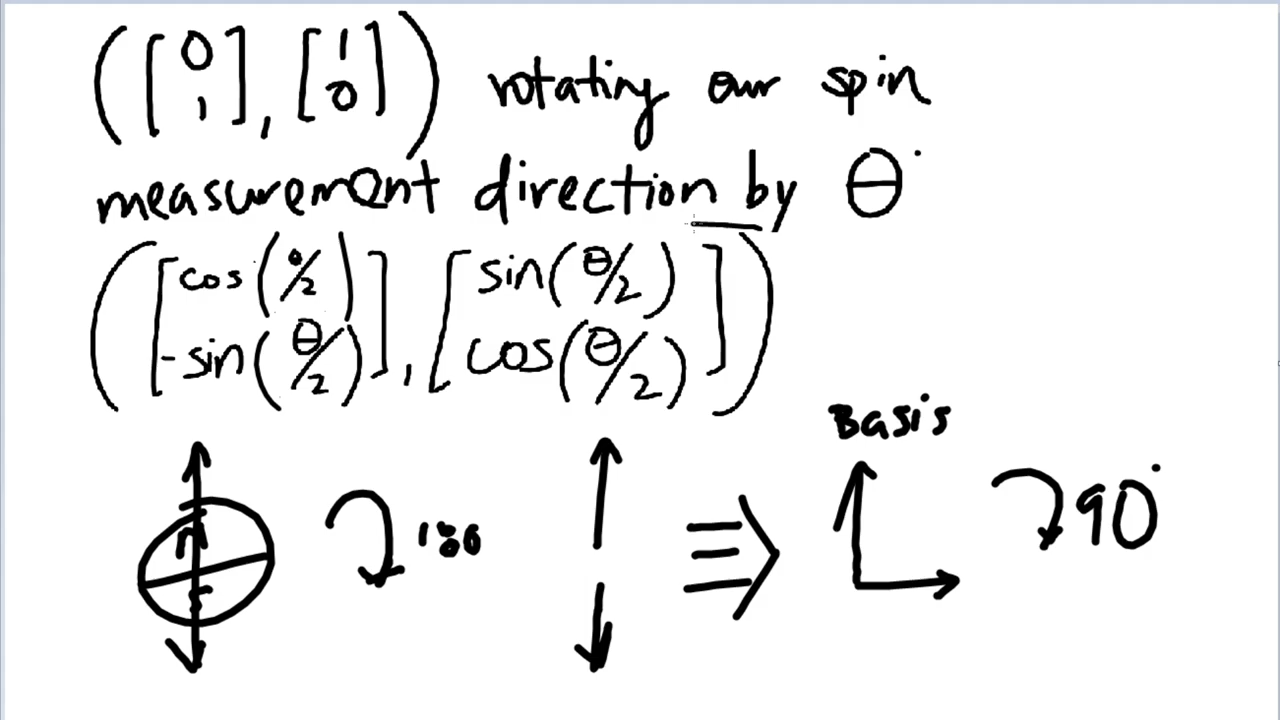 ([0 1], [1 0]) rotating our spin
measurement direction by θ°
([cos(θ/2) -sin(θ/2)], [sin(θ/2) cos(θ/2)])
Basis
180
90°